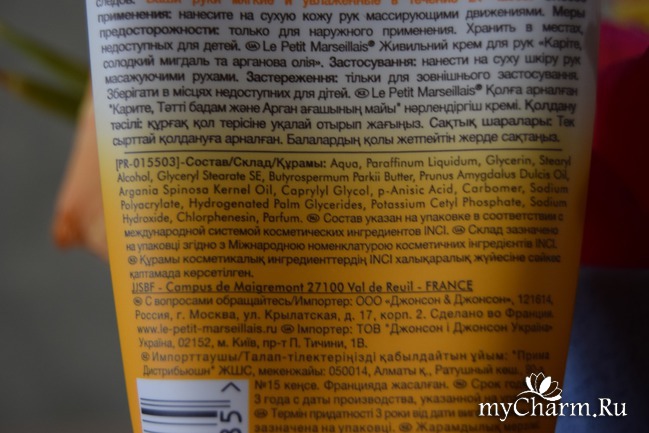 применения: нанесите на сухую кожу рук массирующими движениями. Меры
предосторожности: только для наружного применения. Хранить в местах,
недоступных для детей. Le Petit Marseillais® Живильний крем для рук «Каріте,
солодкий мигдаль та арганова олія». Застосування: нанести на суху шкіру рук
масажуючими рухами. Застереження: тільки для зовнішнього застосування.
Зберігати в місцях недоступних для дітей. Le Petit Marseillais® Қолға арналған
"Карите, Тәтті бадам және Арган ағашының майы" нәрлендіргіш кремі. Қолдану
тәсілі: құрғақ қол терісіне уқалай отырып жағыңыз. Сақтық шаралары: Тек
сырттай қолдануға арналған. Балалардың қолы жетпейтін жерде сақтаңыз.
[PR-015503]-Состав/Склад/Құрамы: Aqua, Paraffinum Liquidum, Glycerin, Stearyl
Alcohol, Glyceryl Stearate SE, Butyrospermum Parkii Butter, Prunus Amygdalus Dulcis Oil,
Argania Spinosa Kernel Oil, Caprylyl Glycol, p-Anisic Acid, Carbomer, Sodium
Polyacrylate, Hydrogenated Palm Glycerides, Potassium Cetyl Phosphate, Sodium
Hydroxide, Chlorphenesin, Parfum. Состав указан на упаковке в соответствии с
международной системой косметических ингредиентов INCI. Склад зазначено
на упаковці згідно з Міжнародною номенклатурою косметичних інгредієнтів INCI.
Құрамы косметикалық ингредиенттердің INCI халықаралық жүйесіне сәйкес
қаптамада көрсетілген.
JJSBF - Campus de Maigremont 27100 Val de Reuil - FRANCE
С вопросами обращайтесь/Импортер: ООО «Джонсон & Джонсон», 121614,
Россия, г. Москва, ул. Крылатская, д. 17, корп. 2. Сделано во Франции.
www.le-petit-marseillais.ru Імпортер: ТОВ "Джонсон і Джонсон Україна"
Україна, 02152, м. Київ, пр-т П. Тичини, 1В.
Импорттаушы/Талап-тілектеріңізді қабылдайтын ұйым: "Прима
Дистрибьюшн" ЖШС, мекенжайы: 050014, Алматы қ., Ратушный көш.,
№15 кеңсе. Францияда жасалған. Срок
3 года с даты производства, указанной на
Термін придатності 3 роки від дати
Жарамдылық
85
myCharm.Ru